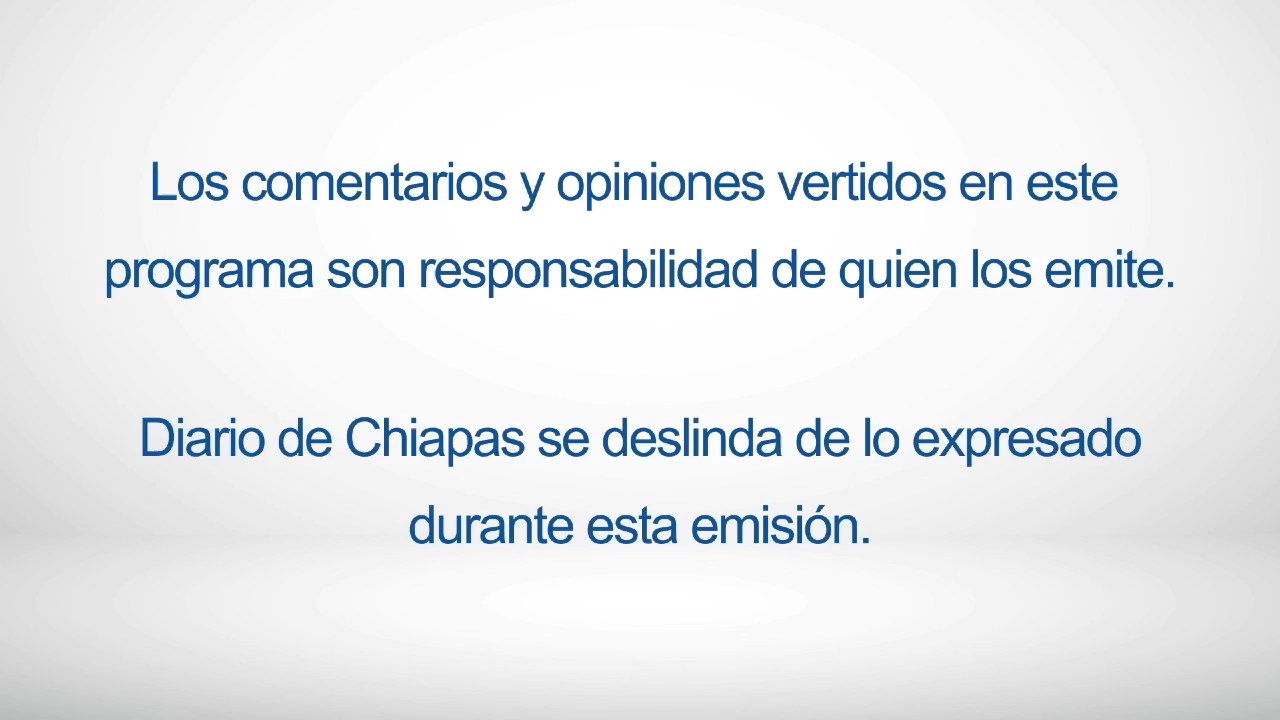 Los comentarios y opiniones vertidos en este
programa son responsabilidad de quien los emite.
Diario de Chiapas se deslinda de lo expresado
durante esta emisión.